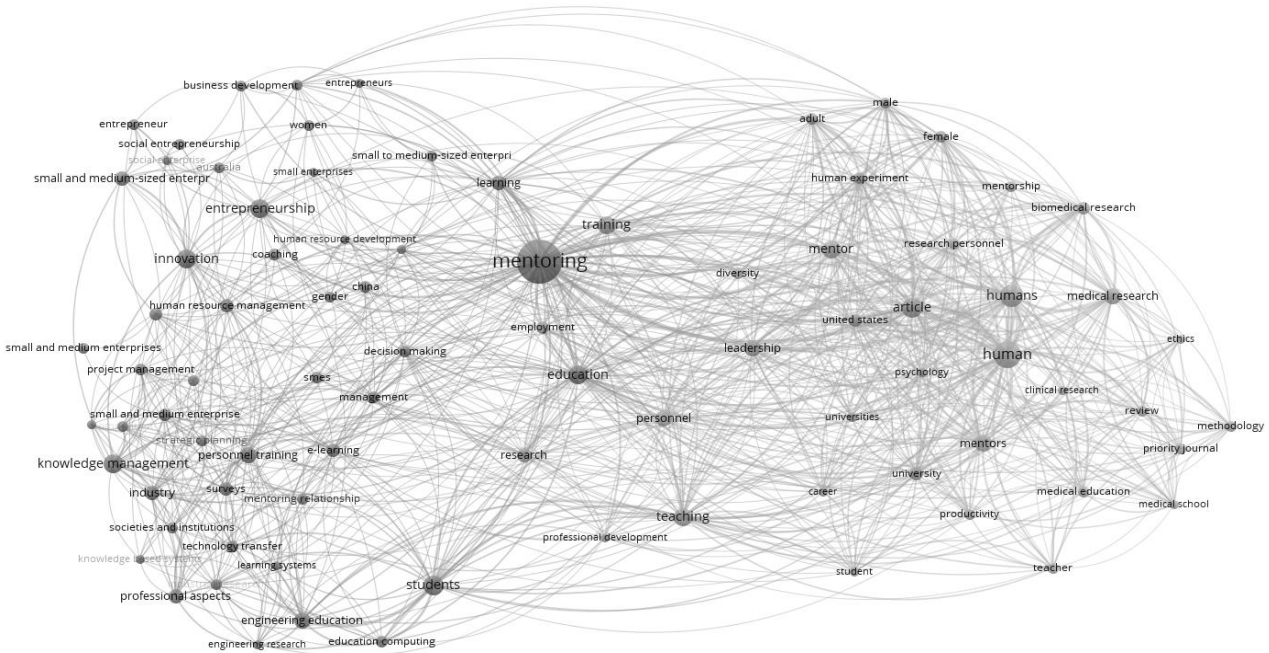 business development
entrepreneurs
male
adult
entrepreneur
women
female
social entrepreneurship
small to medium-sized enterpri
social enterprise
australia
small enterprises
small and medium-sized enterpr
learning
human experiment
mentorship
entrepreneurship
biomedical research
training
human resource development
research personnel
coaching
mentor
innovation
mentoring
diversity
china
gender
humans
medical research
human resource management
article
united states
employment
ethics
small and medium enterprises
decision making
leadership
human
project management
education
psychology
smes
management
clinical research
small and medium enterprise
personnel
universities
review
methodology
strategic planning
mentors
priority journal
e-learning
personnel training
research
knowledge management
university
surveys
industry
mentoring relationship
career
medical education
medical school
teaching
productivity
societies and institutions
professional development
technology transfer
knowledge based systems
learning systems
student
teacher
students
professional aspects
engineering education
education computing
engineering research